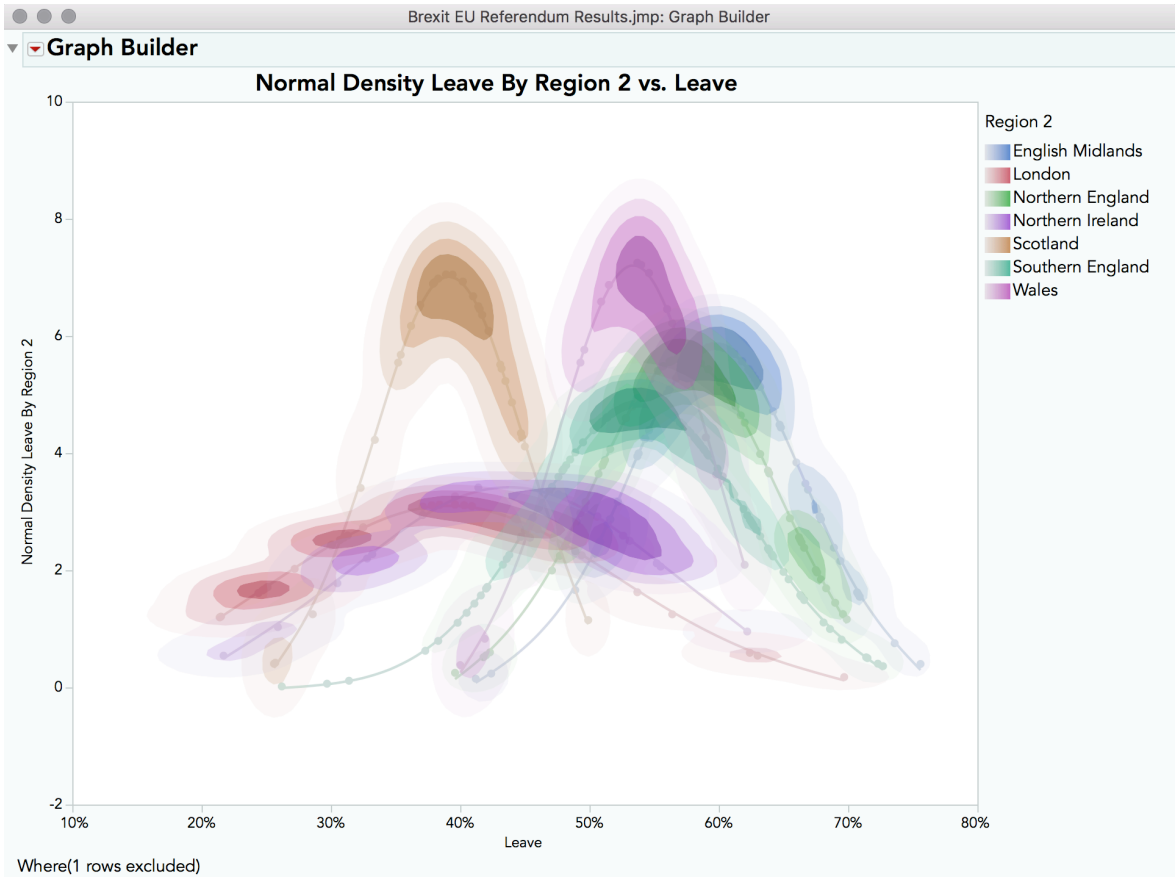 Brexit EU Referendum Results.jmp: Graph Builder
Graph Builder
Normal Density Leave By Region 2 vs. Leave
Normal Density Leave By Region 2
10
8
6
4
2
0
-2
10%
20%
30%
40%
50%
60%
70%
80%
Leave
Region 2
English Midlands
London
Northern England
Northern Ireland
Scotland
Southern England
Wales
Where(1 rows excluded)